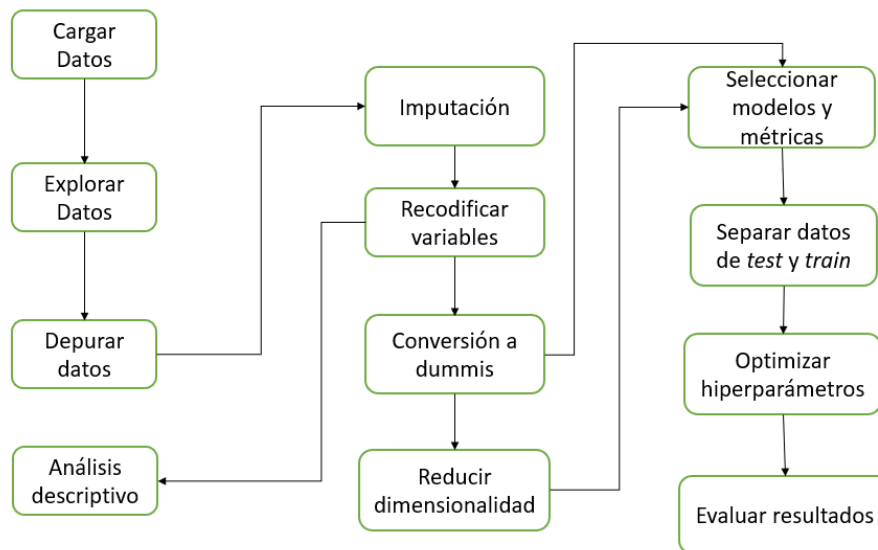 Cargar
Datos
Explorar
Datos
Depurar
datos
Análisis
descriptivo
Imputación
Recodificar
variables
Conversión a
dummis
Reducir
dimensionalidad
Seleccionar
modelos y
métricas
Separar datos
de test y train
Optimizar
hiperparámetros
Evaluar resultados